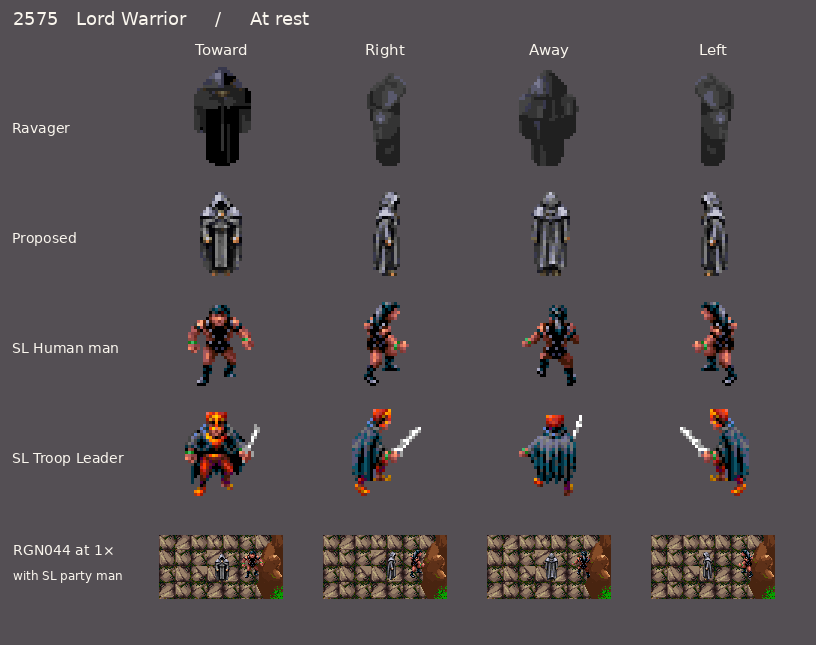 2575 Lord Warrior / At rest
Toward Right Away Left
Ravager
Proposed
SL Human man
SL Troop Leader
RGN044 at 1×
with SL party man